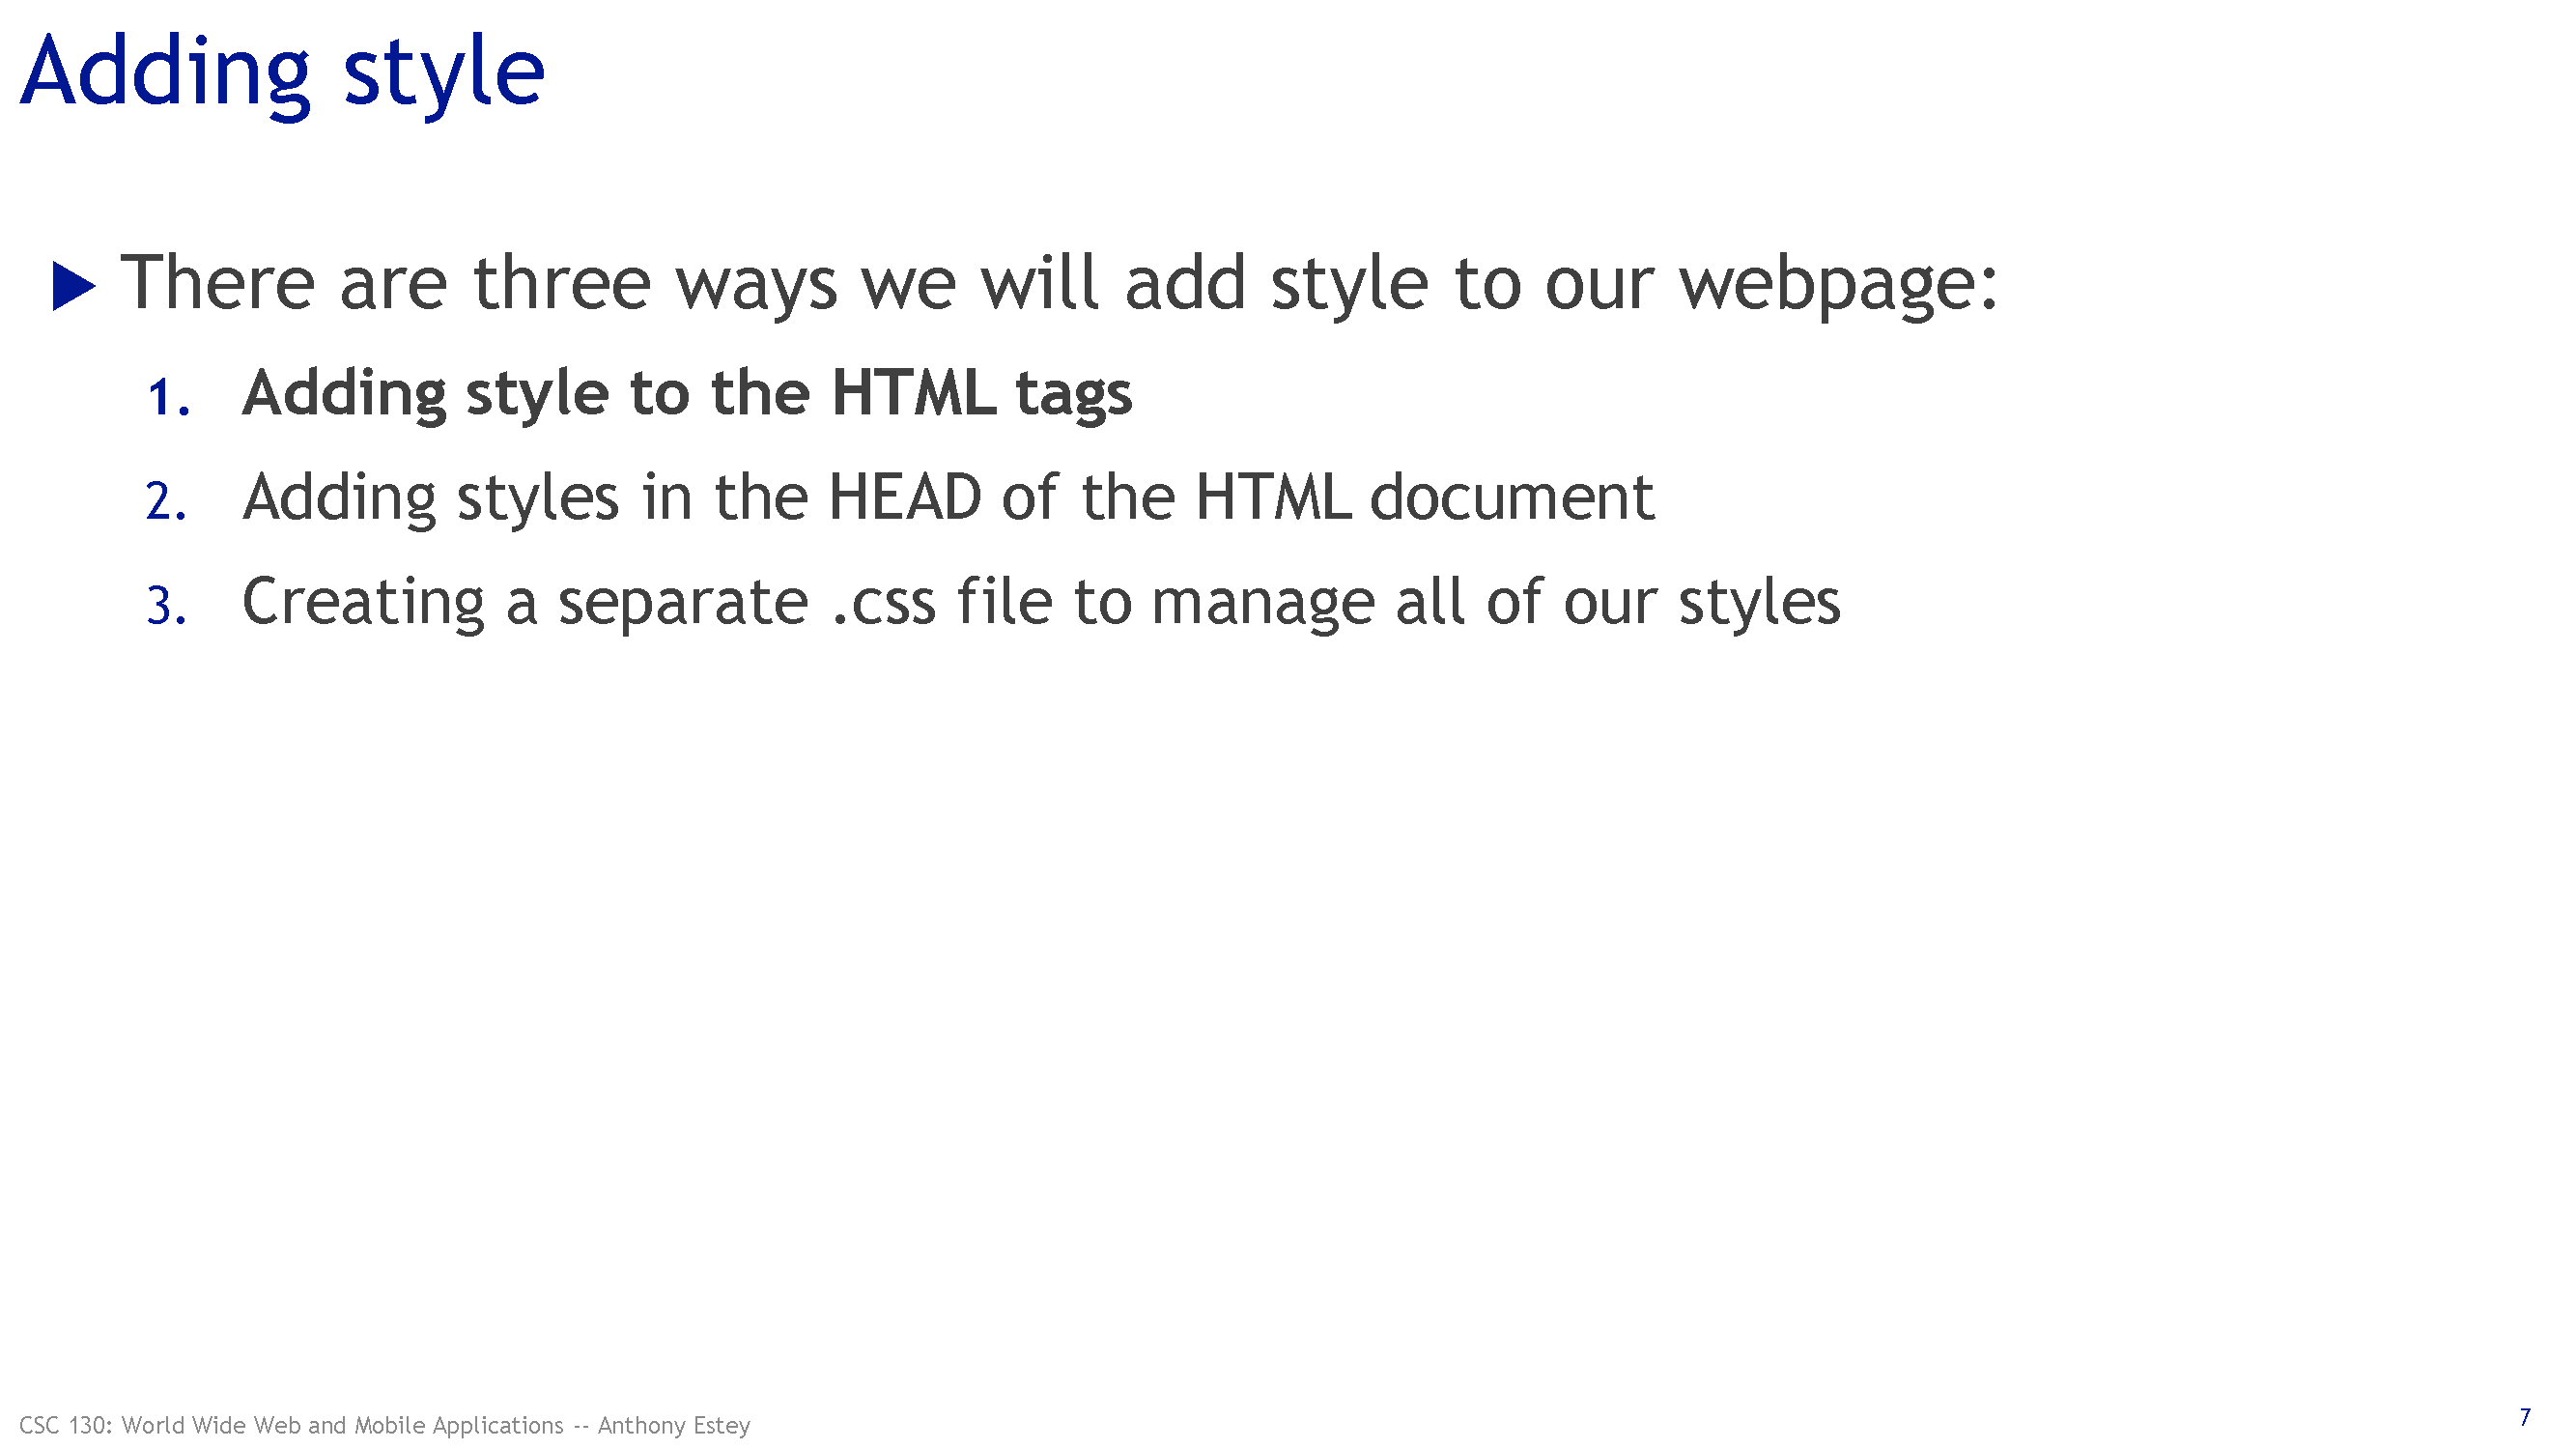 Adding style
There are three ways we will add style to our webpage:
1. Adding style to the HTML tags
2. Adding styles in the HEAD of the HTML document
3. Creating a separate .css file to manage all of our styles
CSC 130: World Wide Web and Mobile Applications -- Anthony Estey
7